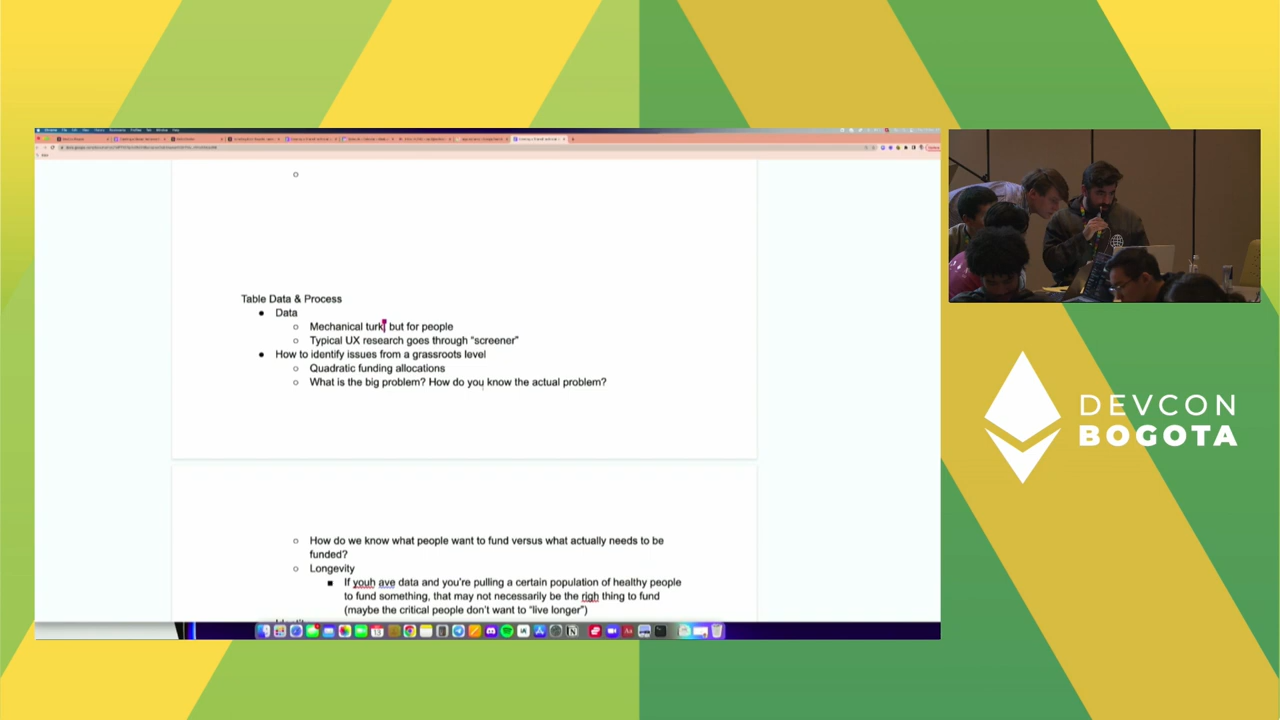 Table Data & Process
Data
Mechanical turk but for people
Typical UX research goes through “screener”
How to identify issues from a grassroots level
Quadratic funding allocations
What is the big problem? How do you know the actual problem?
How do we know what people want to fund versus what actually needs to be
funded?
Longevity
If youh ave data and you’re pulling a certain population of healthy people
to fund something, that may not necessarily be the righ thing to fund
(maybe the critical people don’t want to “live longer”)
DEVCON
BOGOTA